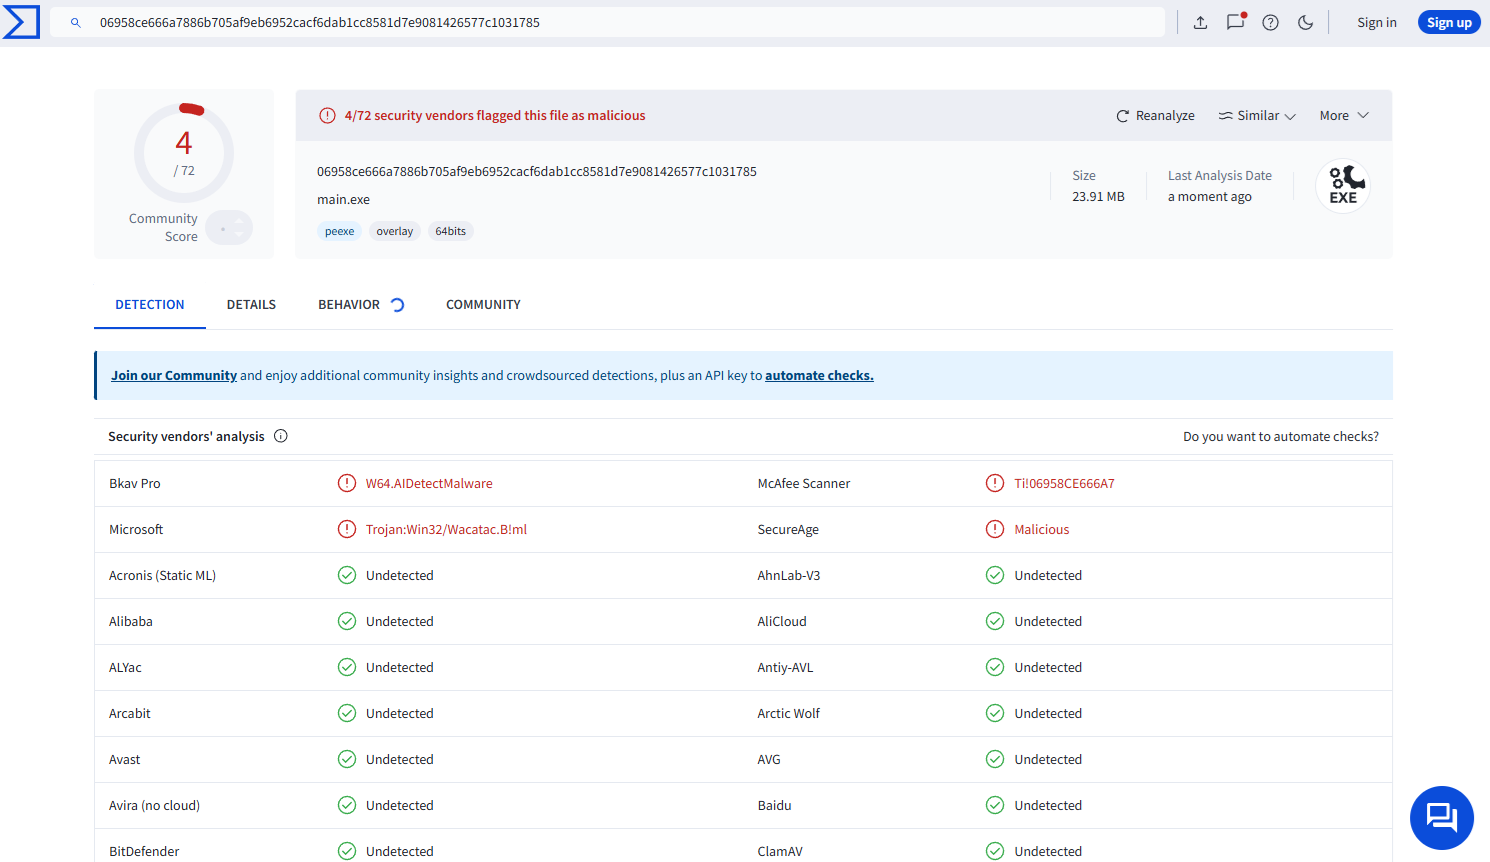 06958ce666a7886b705af9eb6952cacf6dab1cc8581d7e9081426577c1031785
Sign in
Sign up
4
/ 72
Community
Score
4/72 security vendors flagged this file as malicious
Reanalyze
Similar
More
06958ce666a7886b705af9eb6952cacf6dab1cc8581d7e9081426577c1031785
main.exe
peexe
overlay
64bits
Size
23.91 MB
Last Analysis Date
a moment ago
EXE
DETECTION
DETAILS
BEHAVIOR
COMMUNITY
Join our Community and enjoy additional community insights and crowdsourced detections, plus an API key to automate checks.
Security vendors' analysis
Do you want to automate checks?
Bkav Pro
W64.AIDetectMalware
McAfee Scanner
Ti!06958CE666A7
Microsoft
Trojan:Win32/Wacatac.B!ml
SecureAge
Malicious
Acronis (Static ML)
Undetected
AhnLab-V3
Undetected
Alibaba
Undetected
AliCloud
Undetected
ALYac
Undetected
Antiy-AVL
Undetected
Arcabit
Undetected
Arctic Wolf
Undetected
Avast
Undetected
AVG
Undetected
Avira (no cloud)
Undetected
Baidu
Undetected
BitDefender
Undetected
ClamAV
Undetected